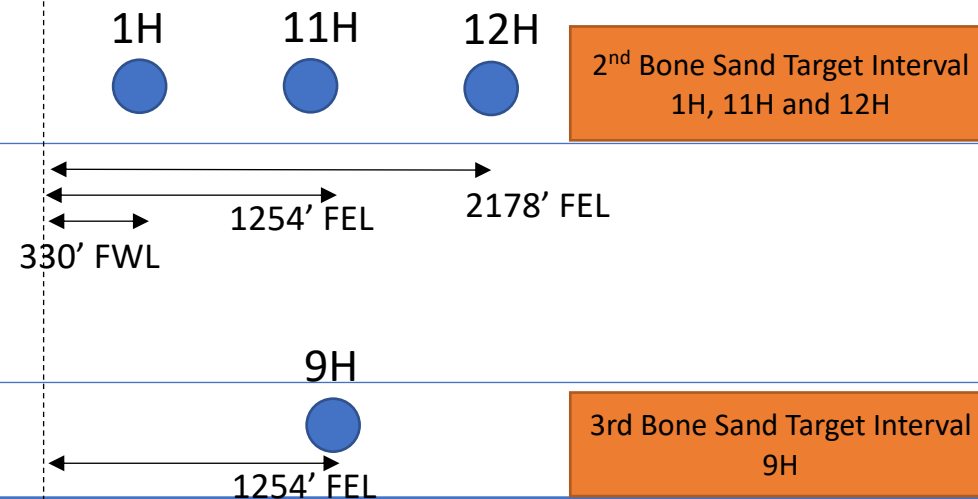 1H
11H
12H
2nd Bone Sand Target Interval
1H, 11H and 12H
2178’ FEL
1254’ FEL
330’ FWL
9H
3rd Bone Sand Target Interval
9H
1254’ FEL